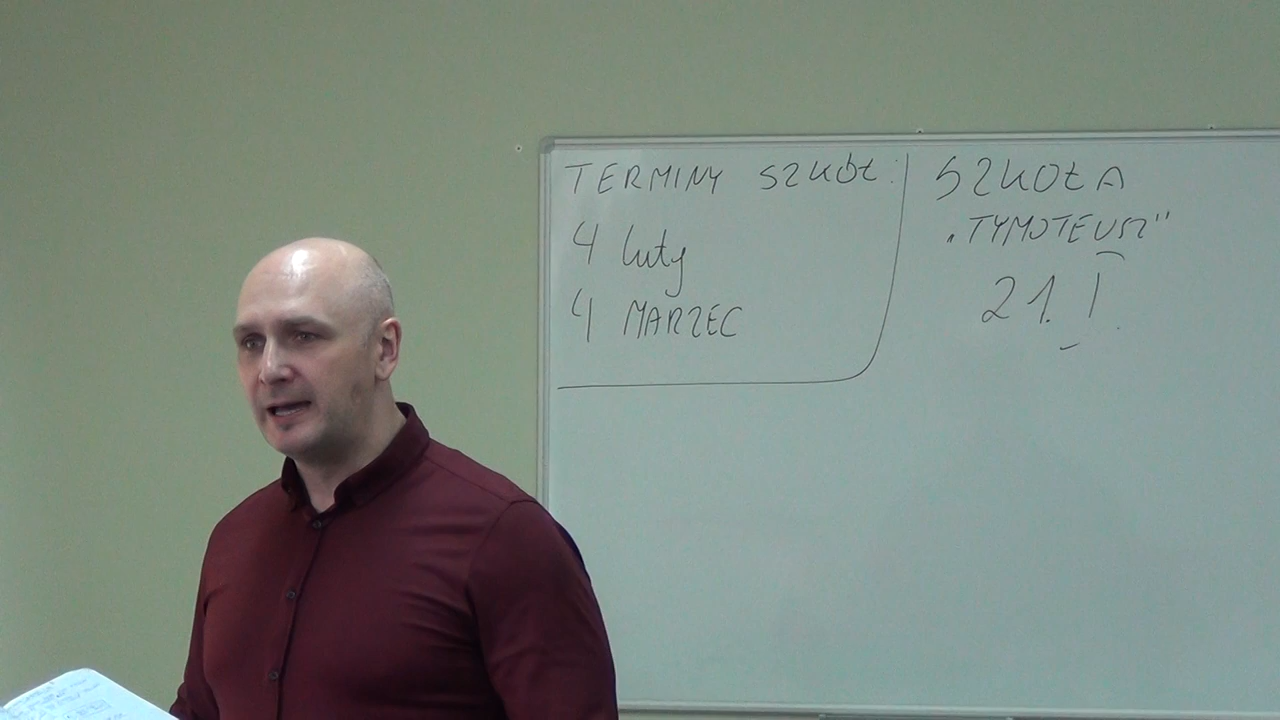 TERMINY SZKÓŁ:
4 luty
4 MARZEC
SZKOŁA
„TYMOTEUSZ”
21. I